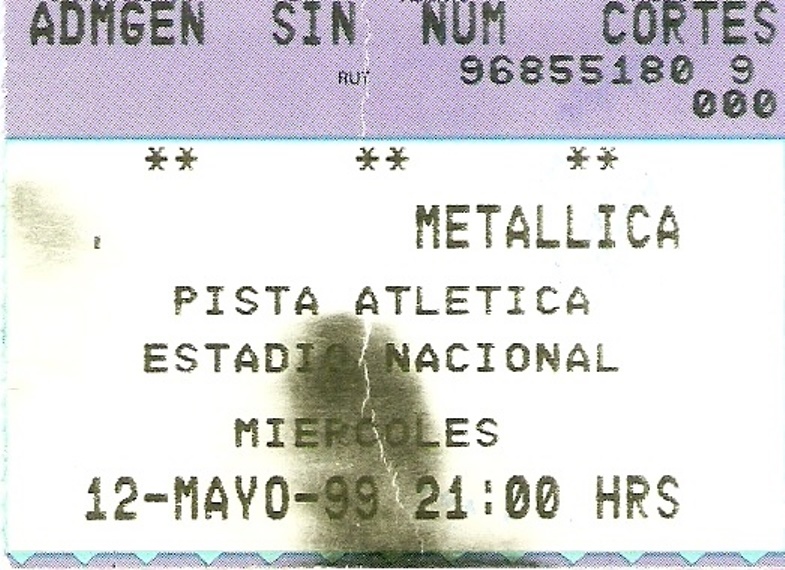 ADMGEN SIN NUM CORTES
RUT 96855180 9
000
** ** **
METALLICA
PISTA ATLETICA
ESTADIO NACIONAL
MIERCOLES
12-MAYO-99 21:00 HRS